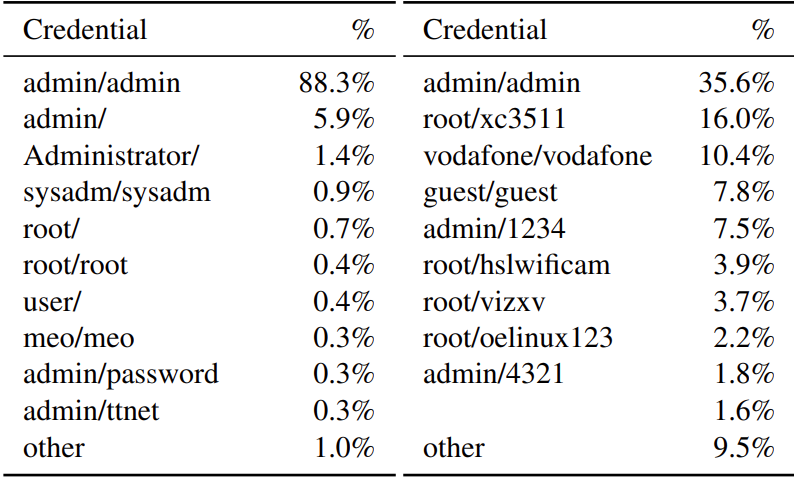 Credential % Credential %
admin/admin 88.3% admin/admin 35.6%
admin/ 5.9% root/xc3511 16.0%
Administrator/ 1.4% vodafone/vodafone 10.4%
sysadm/sysadm 0.9% guest/guest 7.8%
root/ 0.7% admin/1234 7.5%
root/root 0.4% root/hslwificam 3.9%
user/ 0.4% root/vizxv 3.7%
meo/meo 0.3% root/oelinux123 2.2%
admin/password 0.3% admin/4321 1.8%
admin/ttnet 0.3% 1.6%
other 1.0% other 9.5%